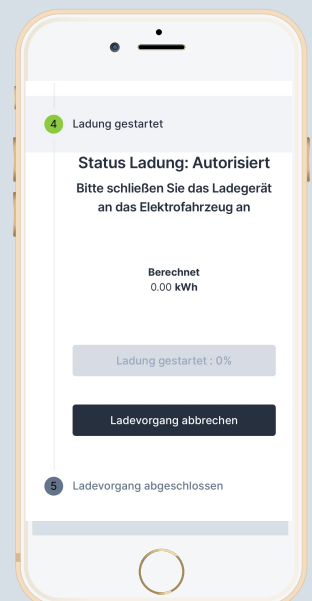 4 Ladung gestartet
Status Ladung: Autorisiert
Bitte schließen Sie das Ladegerät
an das Elektrofahrzeug an
Berechnet
0.00 kWh
Ladung gestartet : 0%
Ladevorgang abbrechen
5 Ladevorgang abgeschlossen